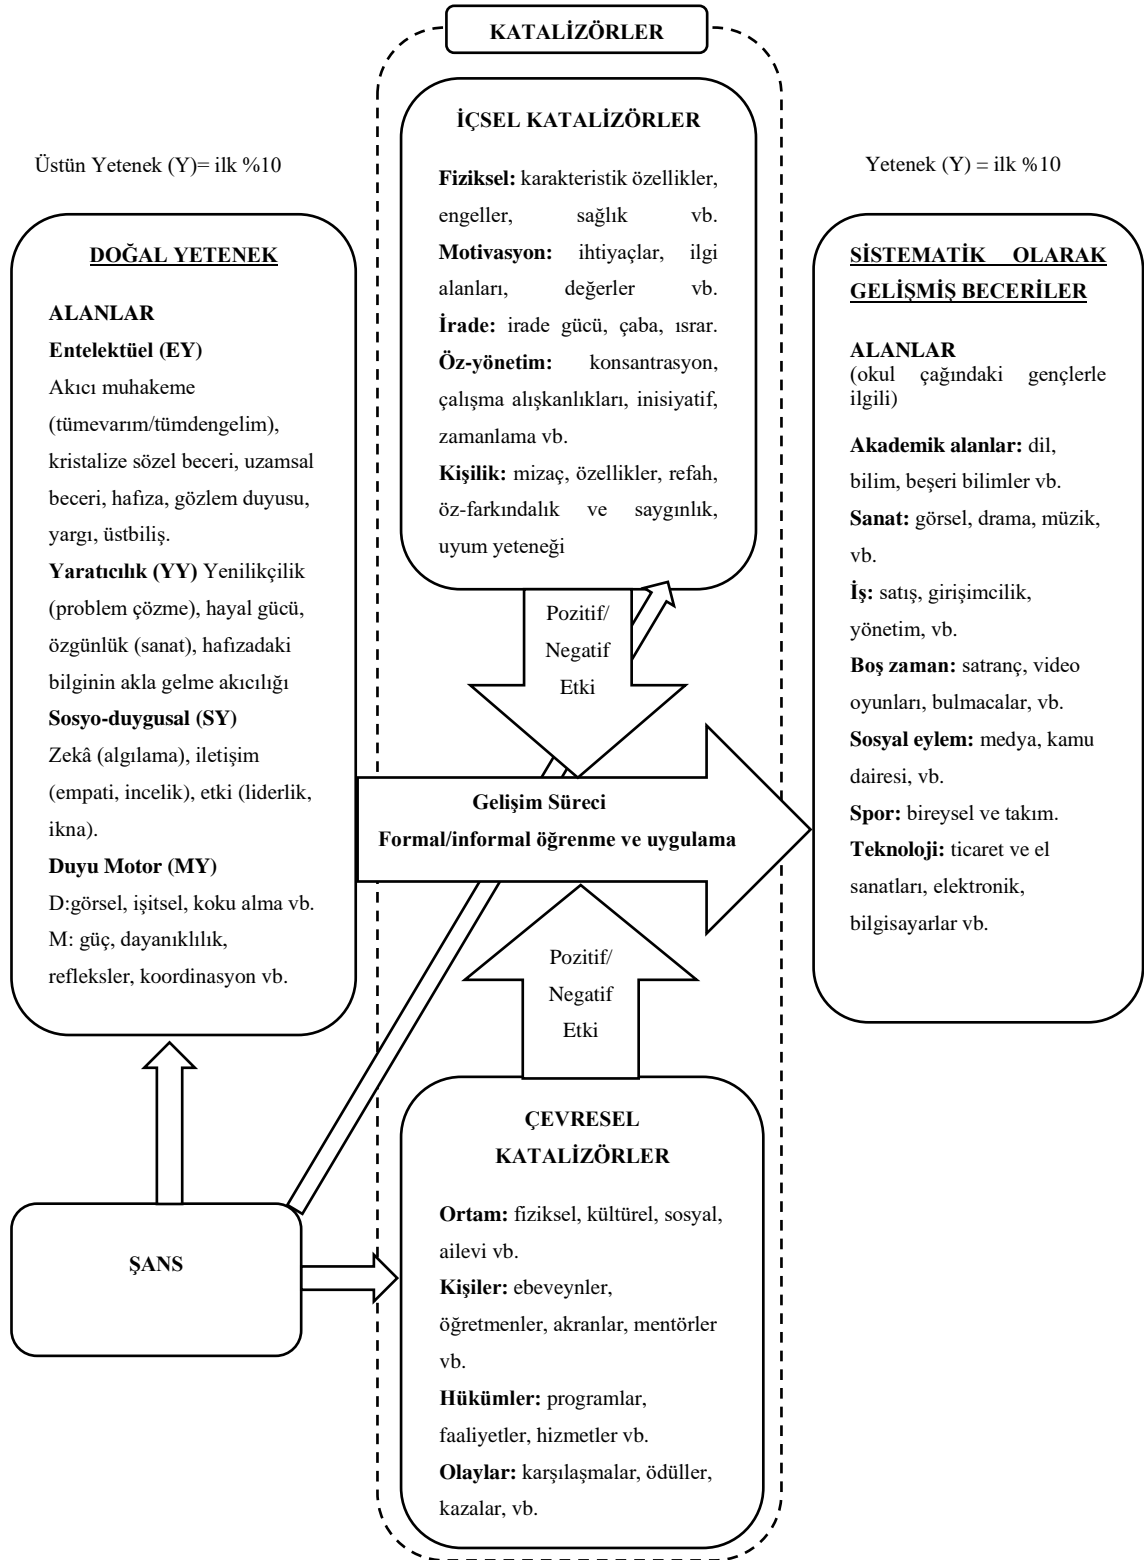 KATALİZÖRLER
İÇSEL KATALİZÖRLER
Fiziksel: karakteristik özellikler,
engeller, sağlık vb.
Motivasyon: ihtiyaçlar, ilgi
alanları, değerler vb.
İrade: irade gücü, çaba, ısrar.
Öz-yönetim: konsantrasyon,
çalışma alışkanlıkları, inisiyatif,
zamanlama vb.
Kişilik: mizaç, özellikler, refah,
öz-farkındalık ve saygınlık,
uyum yeteneği
Üstün Yetenek (Y)= ilk %10
DOĞAL YETENEK
ALANLAR
Entelektüel (EY)
Akıcı muhakeme
(tümevarım/tümdengelim),
kristalize sözel beceri, uzamsal
beceri, hafıza, gözlem duyusu,
yargı, üstbiliş.
Yaratıcılık (YY) Yenilikçilik
(problem çözme), hayal gücü,
özgünlük (sanat), hafızadaki
bilginin akla gelme akıcılığı
Sosyo-duygusal (SY)
Zekâ (algılama), iletişim
(empati, incelik), etki (liderlik,
ikna).
Duyu Motor (MY)
D:görsel, işitsel, koku alma vb.
M: güç, dayanıklılık,
refleksler, koordinasyon vb.
Pozitif/
Negatif
Etki
Gelişim Süreci
Formal/informal öğrenme ve uygulama
Pozitif/
Negatif
Etki
Yetenek (Y) = ilk %10
SİSTEMATİK OLARAK
GELİŞMİŞ BECERİLER
ALANLAR
(okul çağındaki gençlerle
ilgili)
Akademik alanlar: dil,
bilim, beşeri bilimler vb.
Sanat: görsel, drama, müzik,
vb.
İş: satış, girişimcilik,
yönetim, vb.
Boş zaman: satranç, video
oyunları, bulmacalar, vb.
Sosyal eylem: medya, kamu
dairesi, vb.
Spor: bireysel ve takım.
Teknoloji: ticaret ve el
sanatları, elektronik,
bilgisayarlar vb.
ŞANS
ÇEVRESEL
KATALİZÖRLER
Ortam: fiziksel, kültürel, sosyal,
ailevi vb.
Kişiler: ebeveynler,
öğretmenler, akranlar, mentörler
vb.
Hükümler: programlar,
faaliyetler, hizmetler vb.
Olaylar: karşılaşmalar, ödüller,
kazalar, vb.